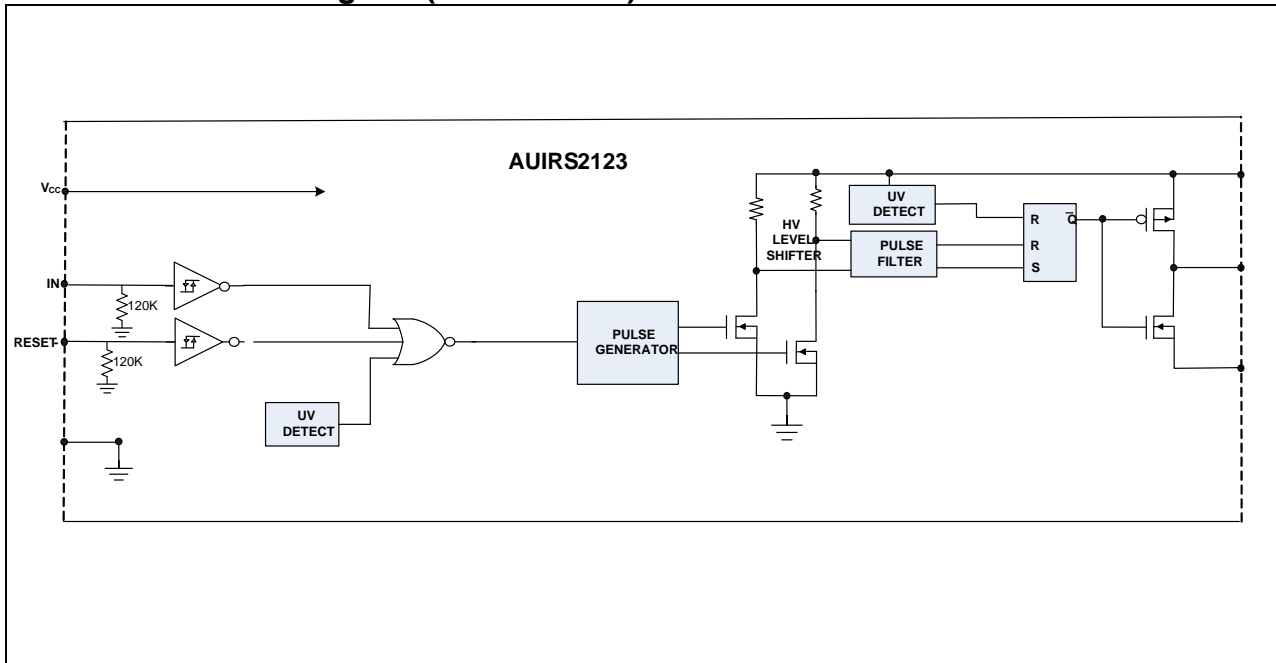 AUIRS2123
Vcc
UV
DETECT
HV
LEVEL
SHIFTER
R
Q
PULSE
FILTER
R
S
IN
120K
RESET-
120K
PULSE
GENERATOR
UV
DETECT